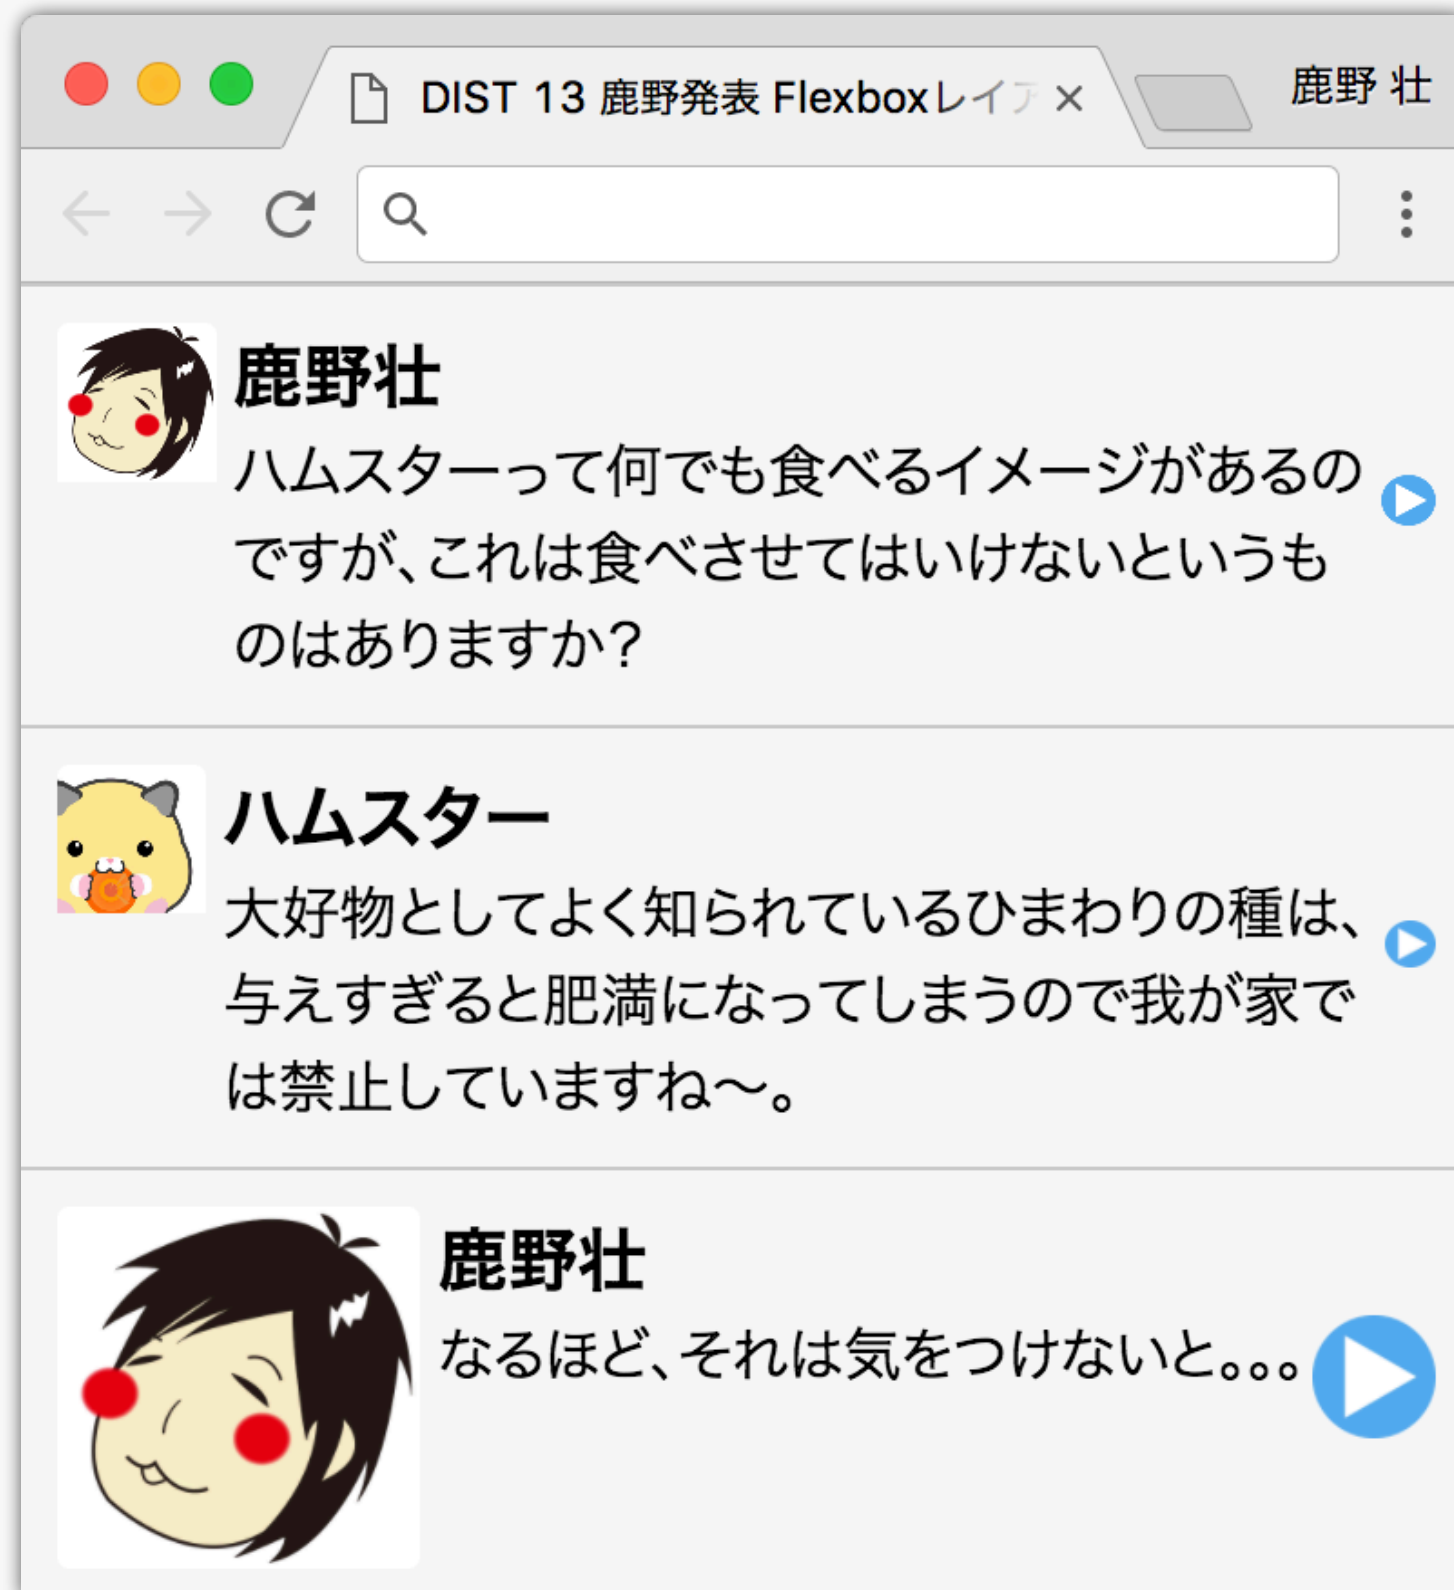 DIST 13 鹿野発表 Flexboxレイア
鹿野 壮
鹿野壮
ハムスターって何でも食べるイメージがあるの
ですが、これは食べさせてはいけないというも
のはありますか？
ハムスター
大好物としてよく知られているひまわりの種は、
与えすぎると肥満になってしまうので我が家で
は禁止していますね〜。
鹿野壮
なるほど、それは気をつけないと。。。